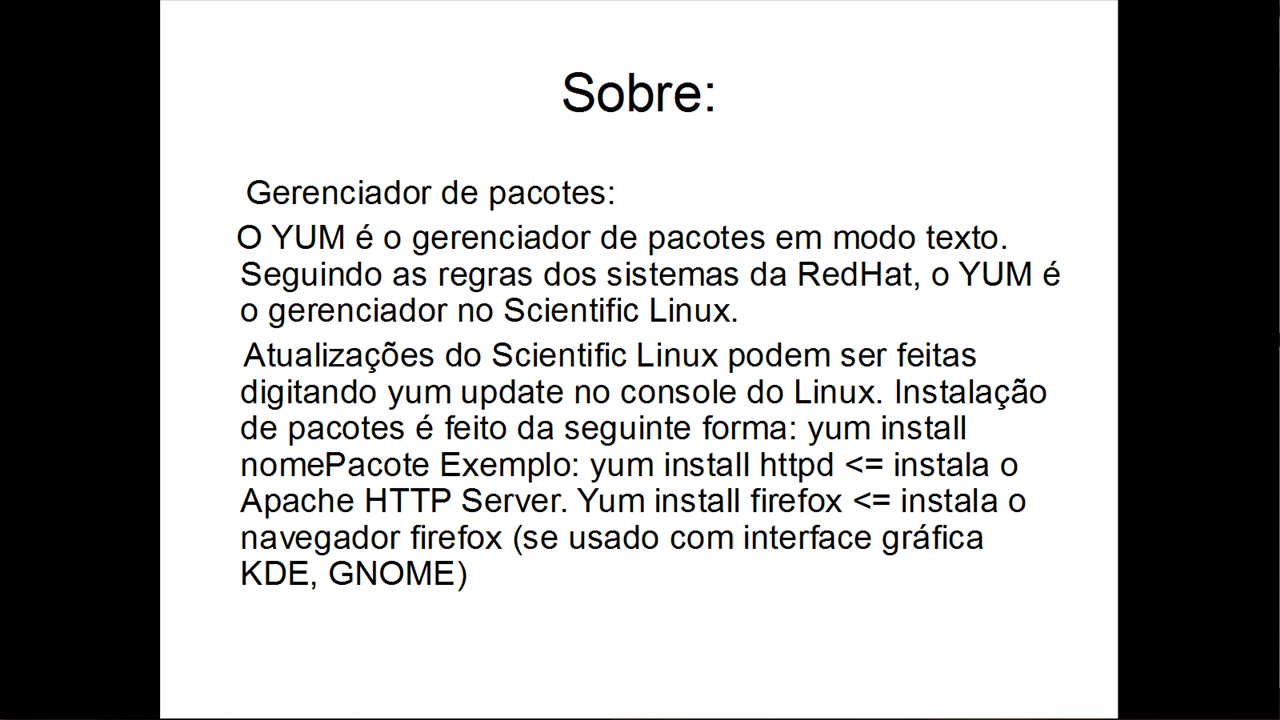 Sobre:
Gerenciador de pacotes:
O YUM é o gerenciador de pacotes em modo texto.
Seguindo as regras dos sistemas da RedHat, o YUM é
o gerenciador no Scientific Linux.
Atualizações do Scientific Linux podem ser feitas
digitando yum update no console do Linux. Instalação
de pacotes é feito da seguinte forma: yum install
nomePacote Exemplo: yum install httpd <= instala o
Apache HTTP Server. Yum install firefox <= instala o
navegador firefox (se usado com interface gráfica
KDE, GNOME)